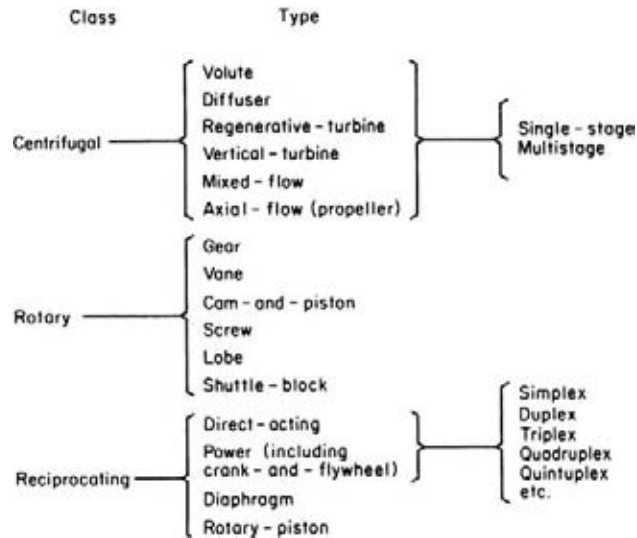 Class Type
Volute
Diffuser
Regenerative-turbine
Vertical-turbine
Mixed-flow
Axial-flow (propeller)
Centrifugal
Single-stage
Multistage
Gear
Vane
Cam-and-piston
Screw
Lobe
Shuttle-block
Rotary
Direct-acting
Power (including
crank-and-flywheel)
Diaphragm
Rotary-piston
Reciprocating
Simplex
Duplex
Triplex
Quadruplex
Quintuplex
etc.